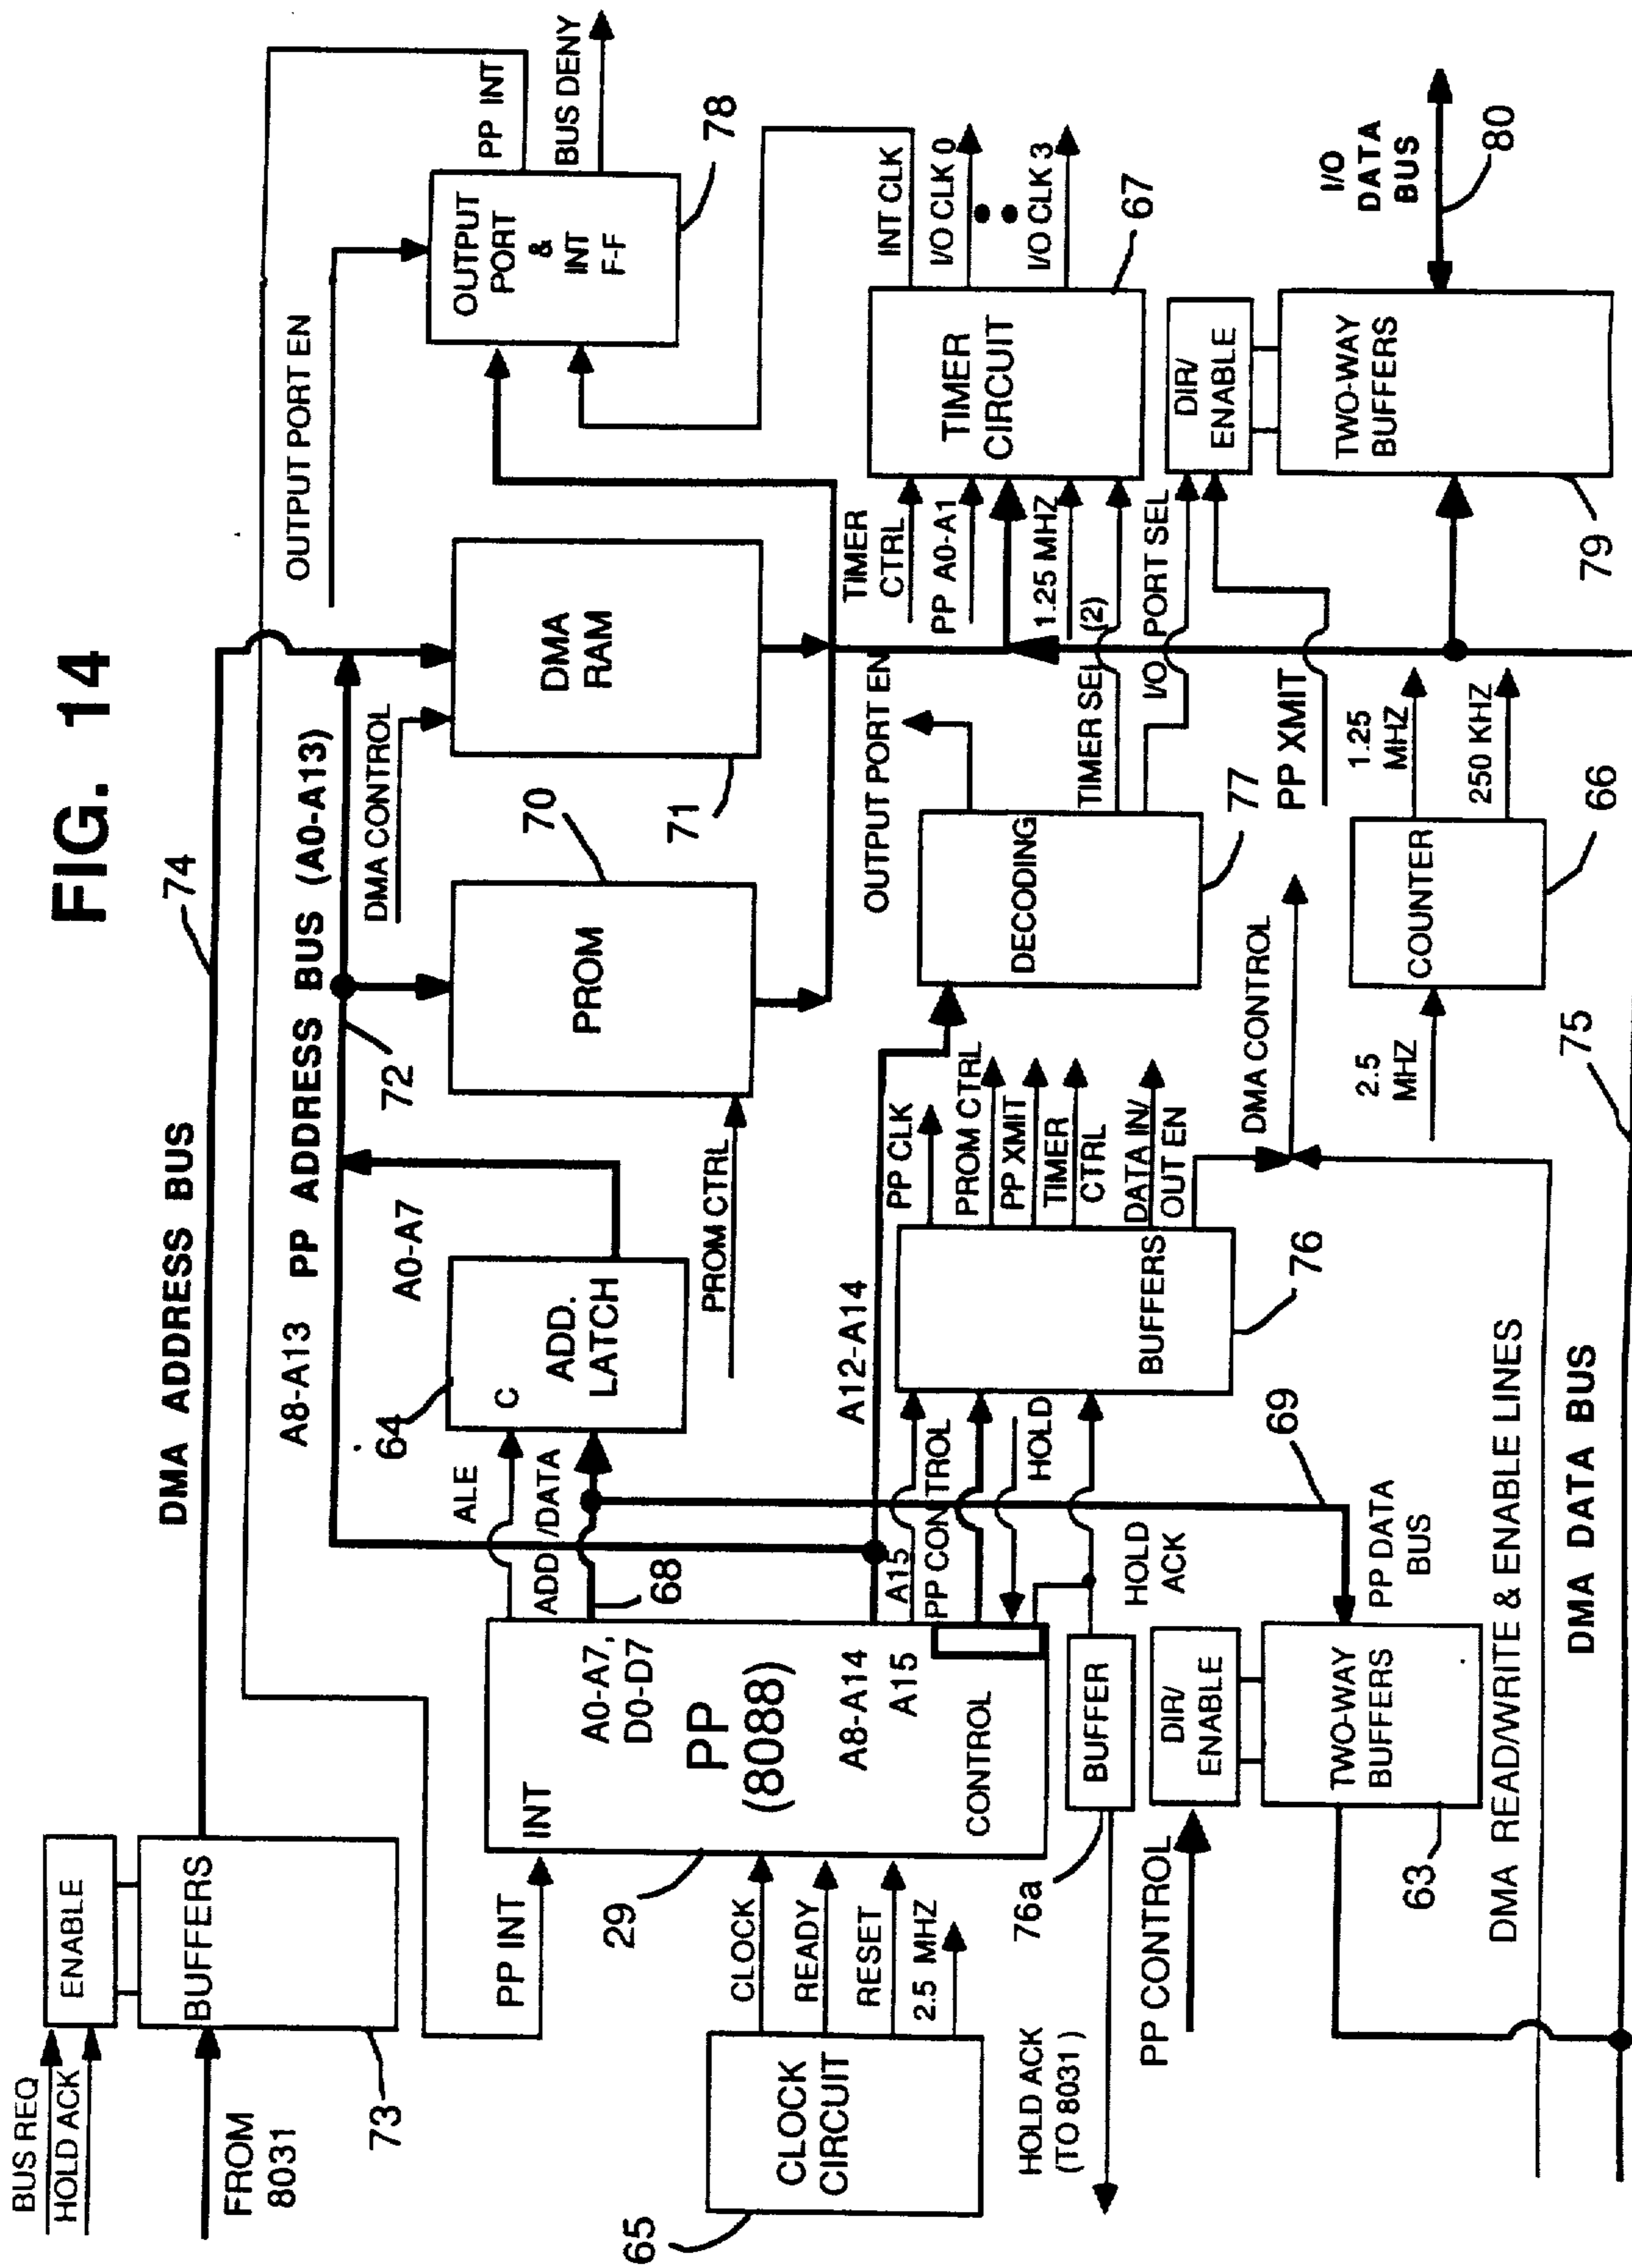 FIG. 14
BUS REQ
HOLD ACK
ENABLE
BUFFERS
FROM
8031
73
DMA ADDRESS BUS
74
A8-A13
PP ADDRESS BUS (A0-A13)
72
A0-A7
DMA CONTROL
OUTPUT PORT EN
PP INT
BUS DENY
OUTPUT
PORT
&
INT
F-F
78
DMA
RAM
71
PROM
70
PROM CTRL
ADD.
LATCH
C
64
ALE
ADD/DATA
68
PP INT
INT
A0-A7,
D0-D7
PP
(8088)
A8-A14
A15
CONTROL
29
CLOCK
READY
RESET
2.5 MHZ
CLOCK
CIRCUIT
65
A12-A14
A15
PP CONTROL
HOLD
HOLD
ACK
BUFFER
76a
HOLD ACK
(TO 8031)
BUFFERS
76
PP CLK
PROM CTRL
PP XMIT
TIMER
CTRL
DATA IN/
OUT EN
DMA CONTROL
DECODING
77
OUTPUT PORT EN
TIMER SEL (2)
I/O PORT SEL
PP XMIT
TIMER
CTRL
PP A0-A1
1.25 MHZ
TIMER
CIRCUIT
67
INT CLK
I/O CLK 0
I/O CLK 3
DIR/
ENABLE
TWO-WAY
BUFFERS
79
I/O
DATA
BUS
80
2.5
MHZ
COUNTER
66
1.25
MHZ
250 KHZ
PP CONTROL
DIR/
ENABLE
TWO-WAY
BUFFERS
63
PP DATA
BUS
69
DMA READ/WRITE & ENABLE LINES
DMA DATA BUS
75